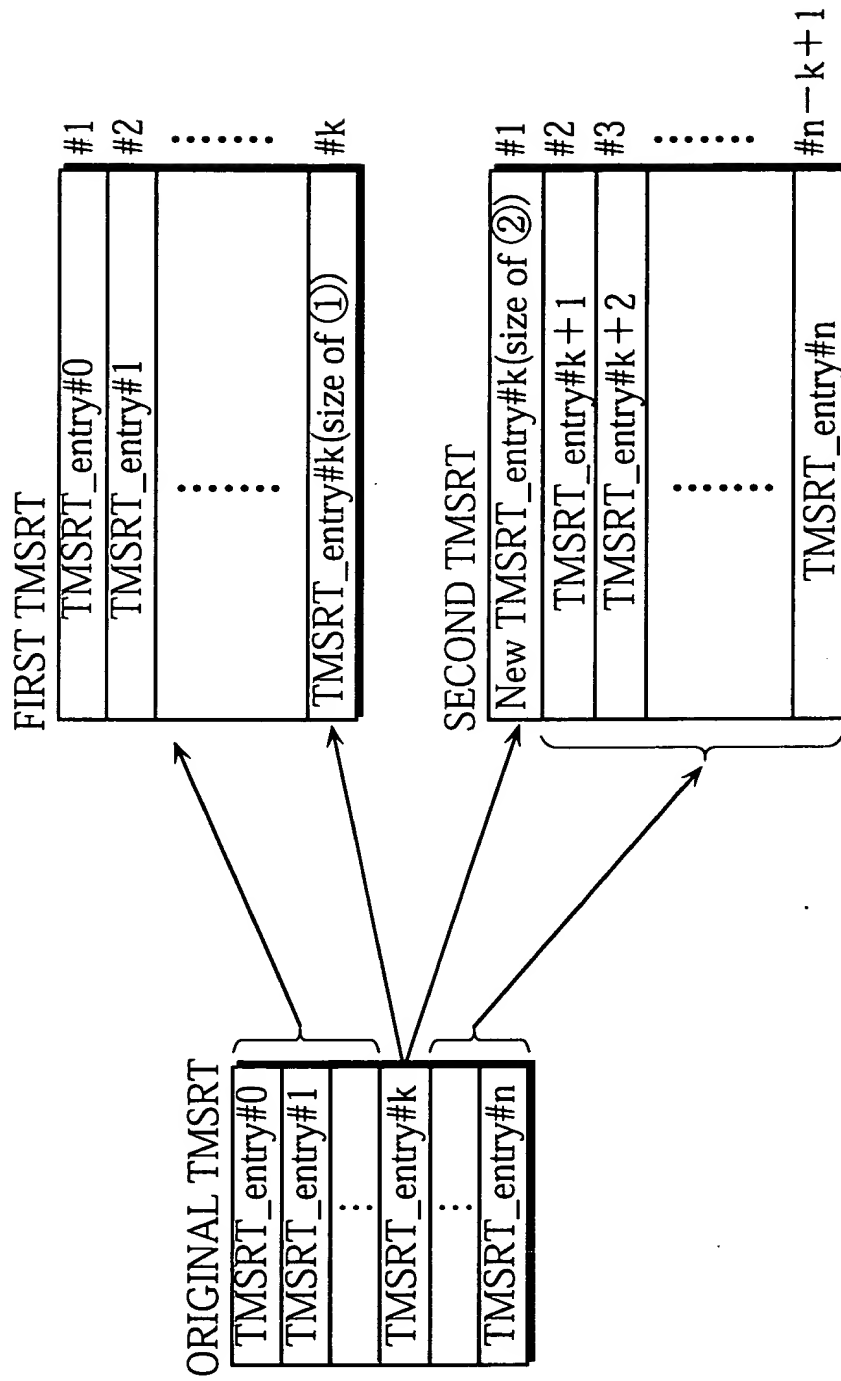 ORIGINAL TMSRT
TMSRT_entry#0
TMSRT_entry#1
...
TMSRT_entry#k
...
TMSRT_entry#n
FIRST TMSRT
TMSRT_entry#0 #1
TMSRT_entry#1 #2
....... .......
TMSRT_entry#k(size of ①) #k
SECOND TMSRT
New TMSRT_entry#k(size of ②) #1
TMSRT_entry#k+1 #2
TMSRT_entry#k+2 #3
....... .......
TMSRT_entry#n #n-k+1